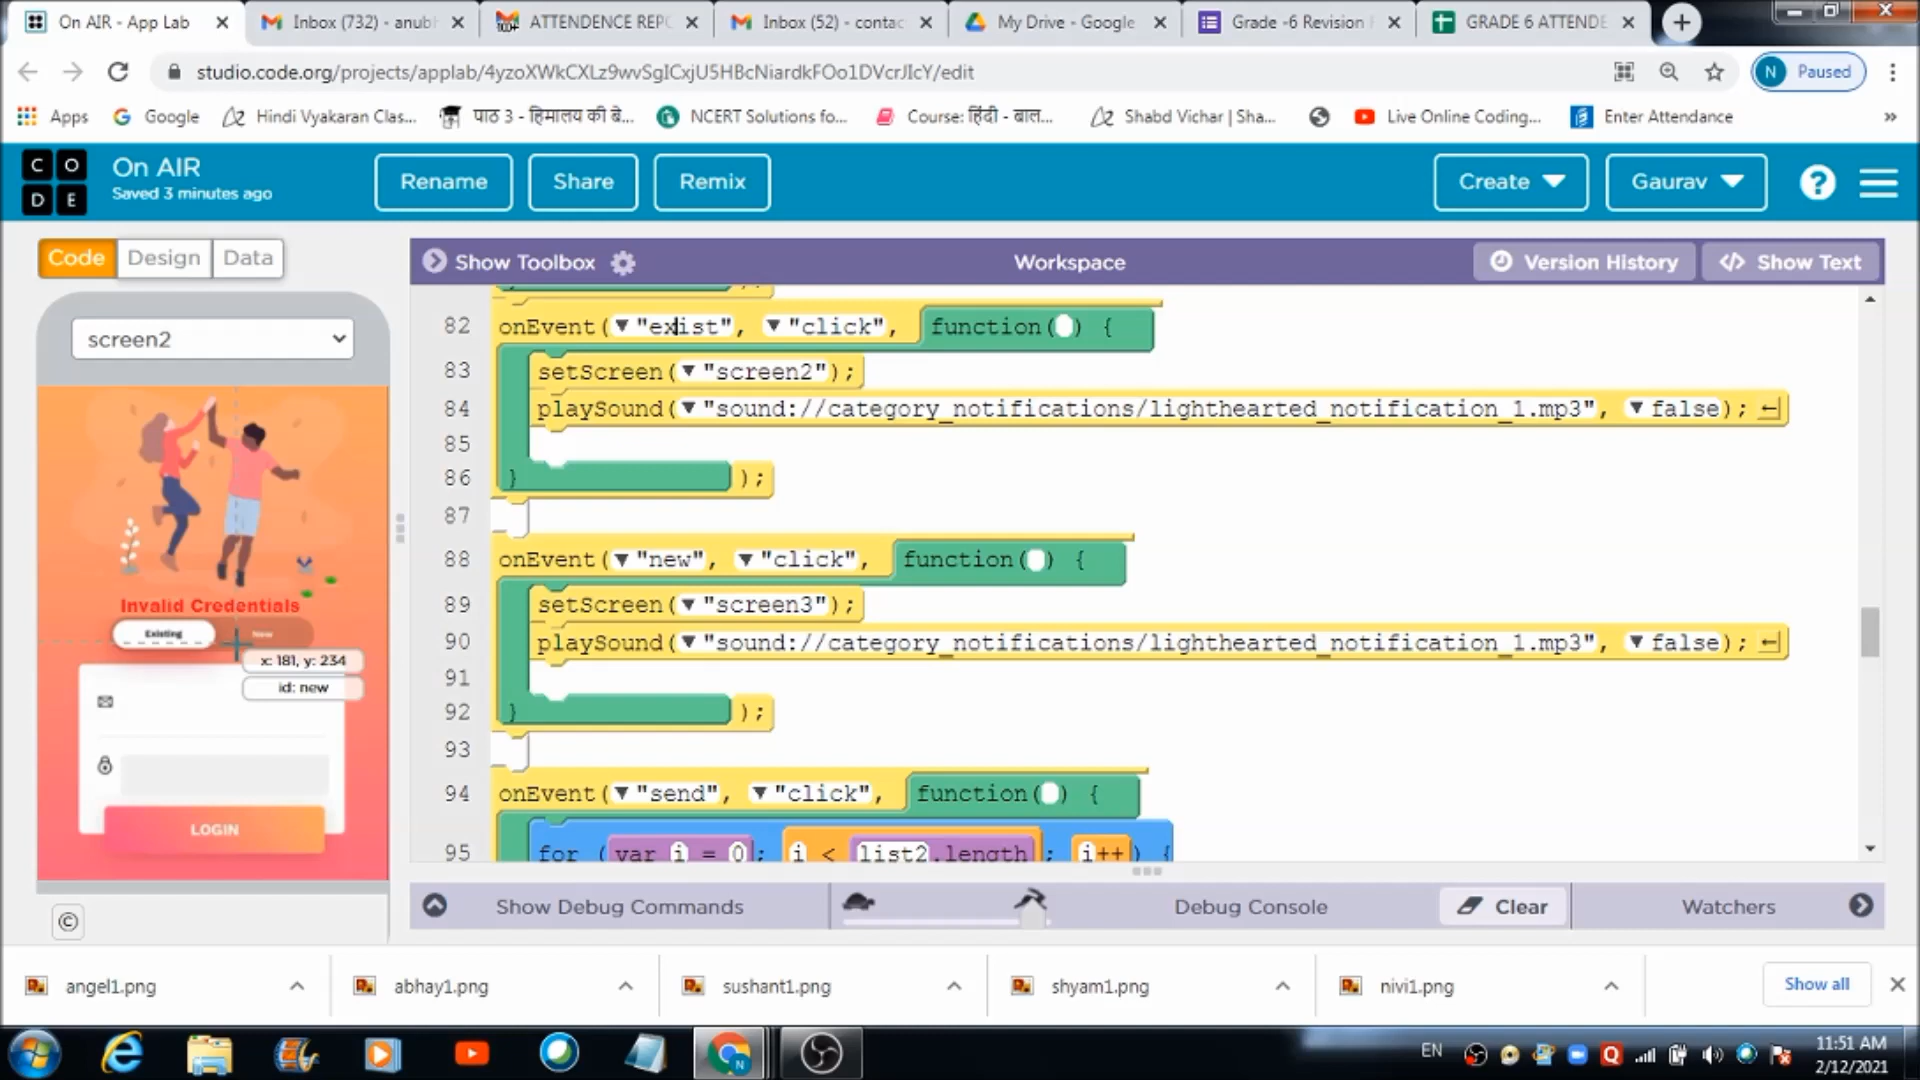 On AIR - App Lab
Inbox (732) - anubh
ATTENDENCE REPO
Inbox (52) - contac
My Drive - Google
Grade -6 Revision
GRADE 6 ATTENDE
studio.code.org/projects/applab/4yzoXWkCXLz9wvSgICxjU5HBcNiardkFOo1DVcrJIcY/edit
N Paused
Apps
Google
Hindi Vyakaran Clas...
पाठ 3 - हिमालय की बे...
NCERT Solutions fo...
Course: हिंदी - बाल...
Shabd Vichar | Sha...
Live Online Coding...
Enter Attendance
»
C O
D E
On AIR
Saved 3 minutes ago
Rename
Share
Remix
Create
Gaurav
?
Code
Design
Data
Show Toolbox
Workspace
Version History
</> Show Text
screen2
Invalid Credentials
Existing
New
x: 181, y: 234
id: new
LOGIN
©
82 onEvent(▼"exist", ▼"click", function( ) {
83 setScreen(▼"screen2");
84 playSound(▼"sound://category_notifications/lighthearted_notification_1.mp3", ▼false); ←
85
86 } );
87
88 onEvent(▼"new", ▼"click", function( ) {
89 setScreen(▼"screen3");
90 playSound(▼"sound://category_notifications/lighthearted_notification_1.mp3", ▼false); ←
91
92 } );
93
94 onEvent(▼"send", ▼"click", function( ) {
95 for (var i = 0; i < list2.length; i++) {
Show Debug Commands
Debug Console
Clear
Watchers
angel1.png
abhay1.png
sushant1.png
shyam1.png
nivi1.png
Show all
EN
11:51 AM
2/12/2021